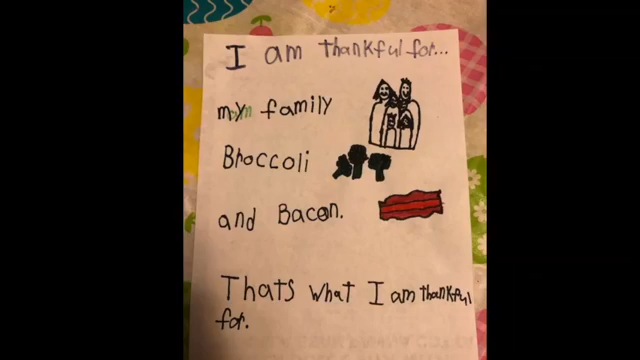 I am thankful for...
my family
Broccoli
and Bacon.
Thats what I am thankful
for.